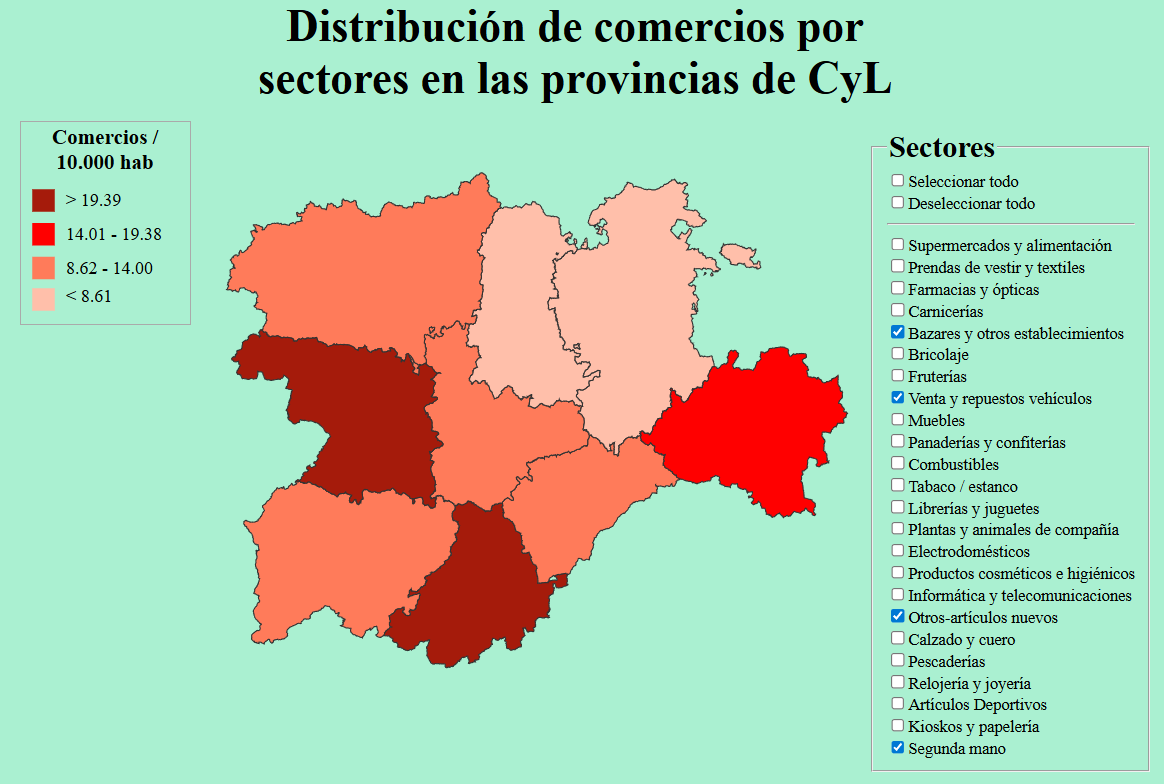 Distribución de comercios por
sectores en las provincias de CyL
Comercios /
10.000 hab
> 19.39
14.01 - 19.38
8.62 - 14.00
< 8.61
Sectores
Seleccionar todo
Deseleccionar todo
Supermercados y alimentación
Prendas de vestir y textiles
Farmacias y ópticas
Carnicerías
Bazares y otros establecimientos
Bricolaje
Fruterías
Venta y repuestos vehículos
Muebles
Panaderías y confiterías
Combustibles
Tabaco / estanco
Librerías y juguetes
Plantas y animales de compañía
Electrodomésticos
Productos cosméticos e higiénicos
Informática y telecomunicaciones
Otros-artículos nuevos
Calzado y cuero
Pescaderías
Relojería y joyería
Artículos Deportivos
Kioskos y papelería
Segunda mano